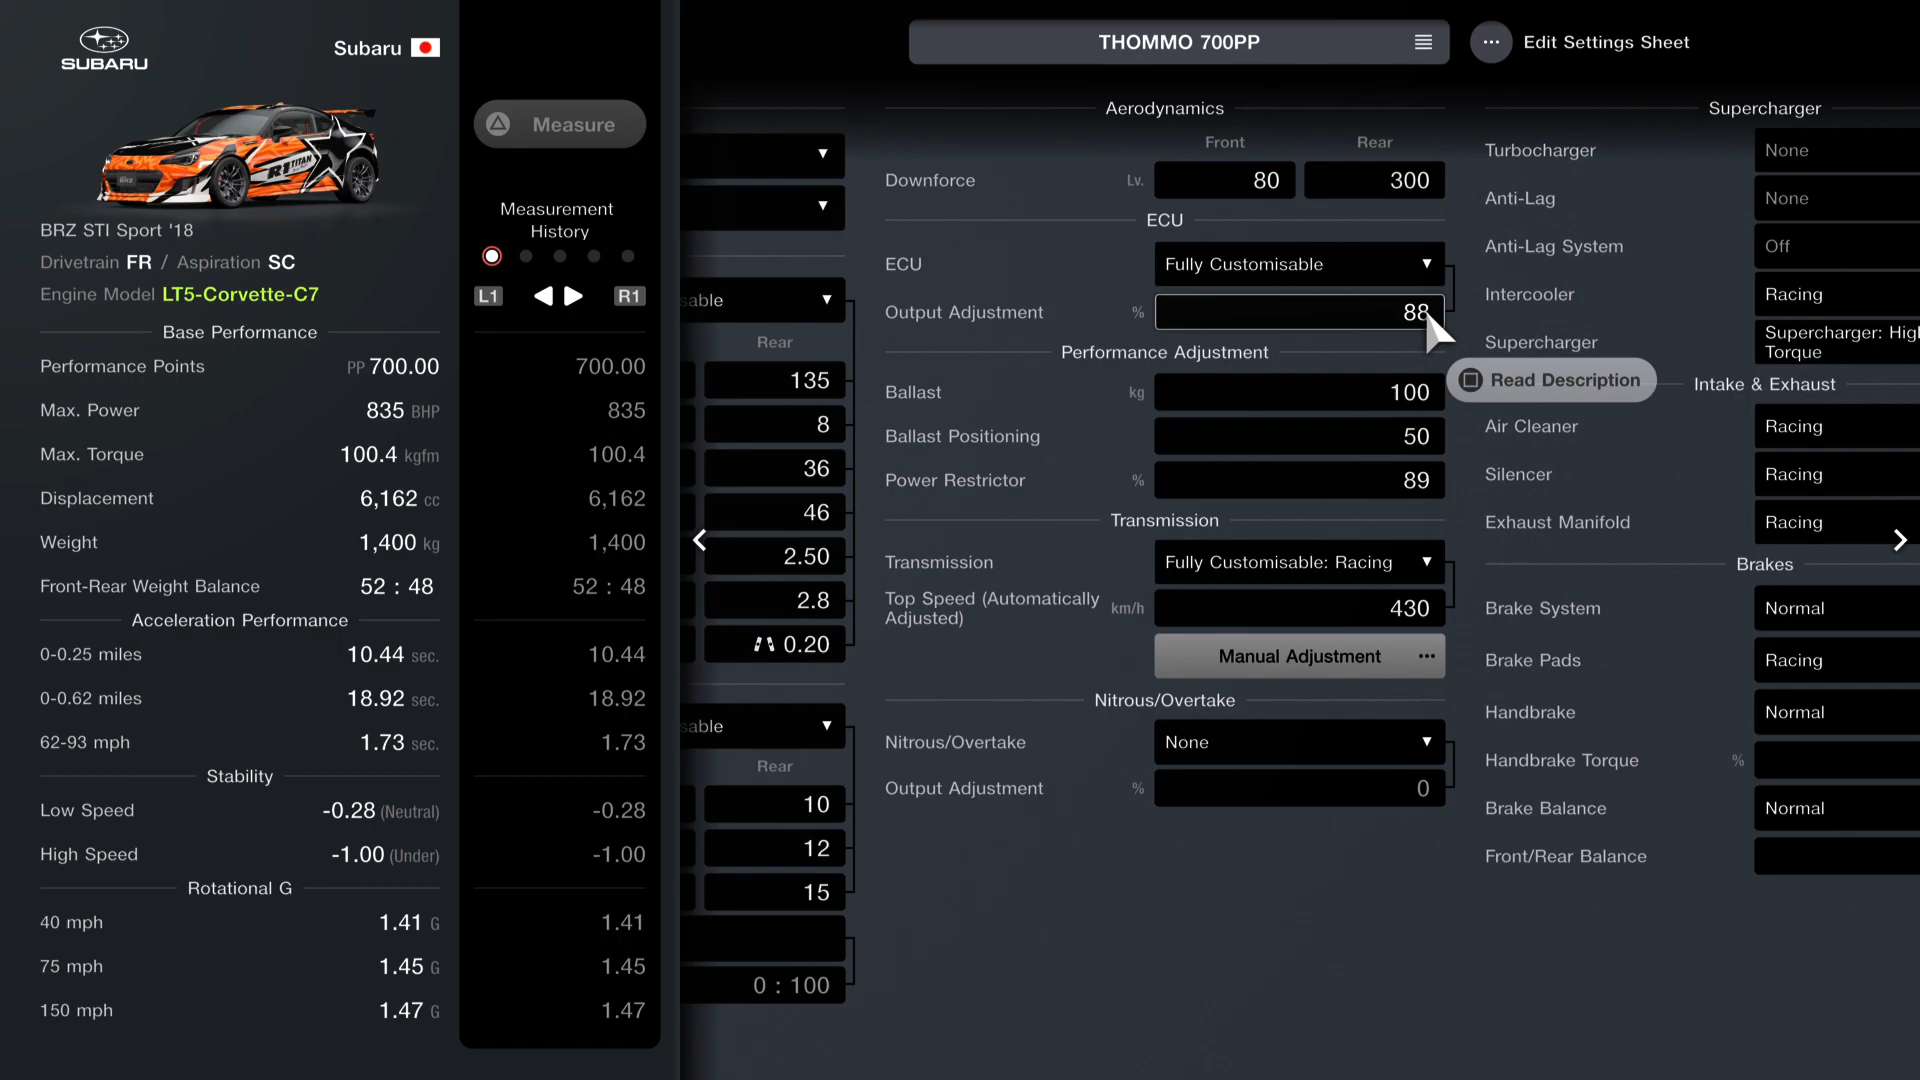 SUBARU
Subaru
BRZ
R1 TITAN
BRZ STI Sport '18
Drivetrain FR / Aspiration SC
Engine Model LT5-Corvette-C7
Base Performance
Performance Points PP 700.00
Max. Power 835 BHP
Max. Torque 100.4 kgfm
Displacement 6,162 cc
Weight 1,400 kg
Front-Rear Weight Balance 52 : 48
Acceleration Performance
0-0.25 miles 10.44 sec.
0-0.62 miles 18.92 sec.
62-93 mph 1.73 sec.
Stability
Low Speed -0.28 (Neutral)
High Speed -1.00 (Under)
Rotational G
40 mph 1.41 G
75 mph 1.45 G
150 mph 1.47 G
Measure
Measurement
History
L1 R1
700.00
835
100.4
6,162
1,400
52 : 48
10.44
18.92
1.73
-0.28
-1.00
1.41
1.45
1.47
sable
Rear
135
8
36
46
2.50
2.8
0.20
sable
Rear
10
12
15
0 : 100
THOMMO 700PP
Edit Settings Sheet
Aerodynamics
Front Rear
Downforce Lv. 80 300
ECU
ECU Fully Customisable
Output Adjustment % 88
Performance Adjustment
Ballast kg 100
Ballast Positioning 50
Power Restrictor % 89
Transmission
Transmission Fully Customisable: Racing
Top Speed (Automatically
Adjusted) km/h 430
Manual Adjustment
Nitrous/Overtake
Nitrous/Overtake None
Output Adjustment % 0
Supercharger
Turbocharger None
Anti-Lag None
Anti-Lag System Off
Intercooler Racing
Supercharger Supercharger: High
Torque
Read Description
Intake & Exhaust
Air Cleaner Racing
Silencer Racing
Exhaust Manifold Racing
Brakes
Brake System Normal
Brake Pads Racing
Handbrake Normal
Handbrake Torque %
Brake Balance Normal
Front/Rear Balance